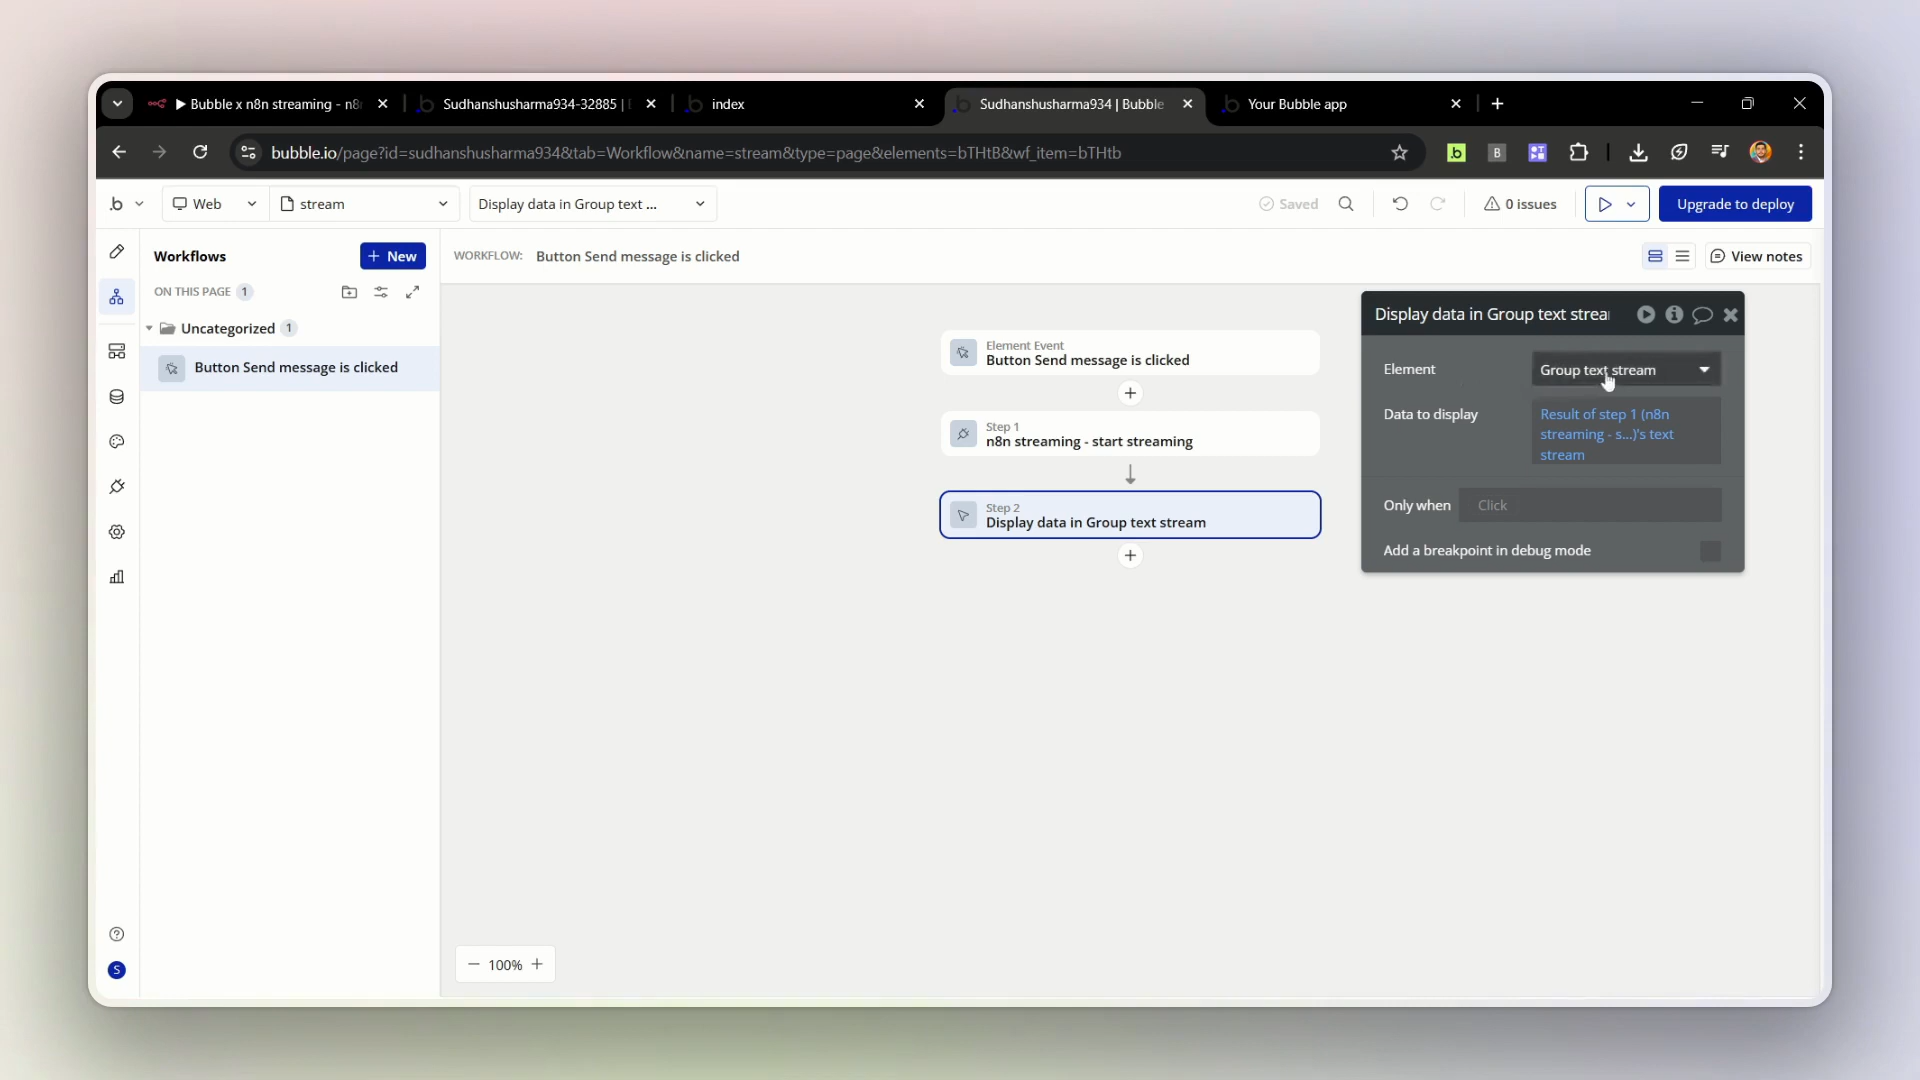 ▶ Bubble x n8n streaming - n8
Sudhanshusharma934-32885 |
index
Sudhanshusharma934 | Bubble
Your Bubble app
bubble.io/page?id=sudhanshusharma934&tab=Workflow&name=stream&type=page&elements=bTHtB&wf_item=bTHtb
Web
stream
Display data in Group text ...
Saved
0 issues
Upgrade to deploy
Workflows
+ New
WORKFLOW: Button Send message is clicked
View notes
ON THIS PAGE 1
Uncategorized 1
Button Send message is clicked
Element Event
Button Send message is clicked
Step 1
n8n streaming - start streaming
Step 2
Display data in Group text stream
Display data in Group text strea
Element
Group text stream
Data to display
Result of step 1 (n8n
streaming - s...)'s text
stream
Only when
Click
Add a breakpoint in debug mode
100%
S